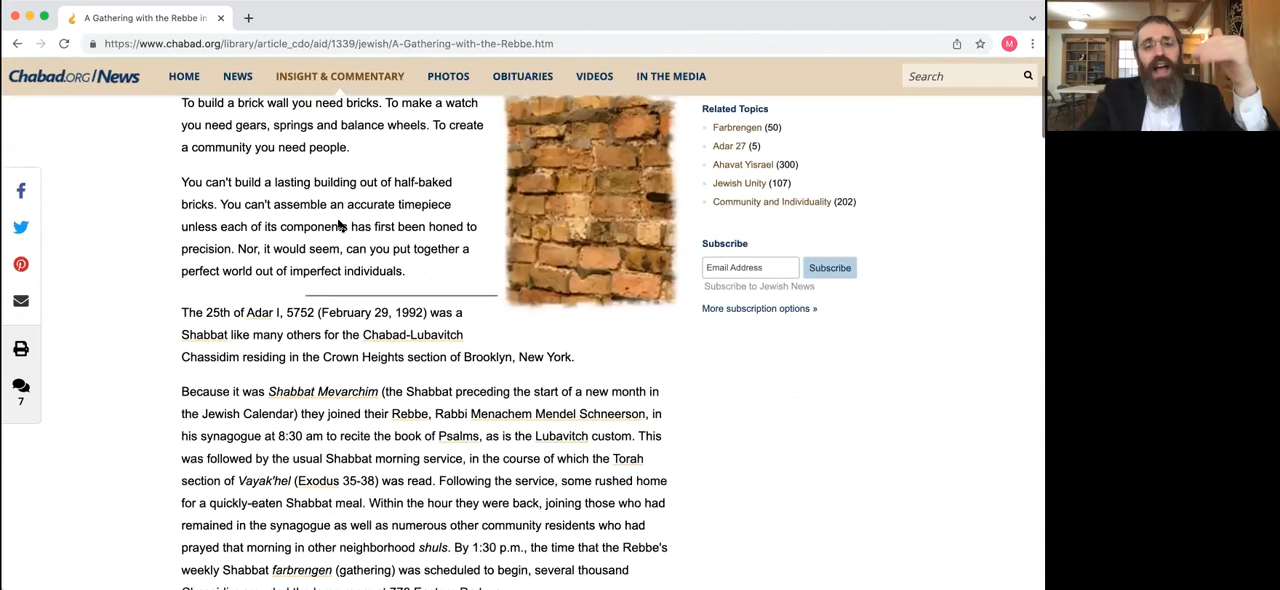 A Gathering with the Rebbe in
https://www.chabad.org/library/article_cdo/aid/1339/jewish/A-Gathering-with-the-Rebbe.htm
M
Chabad.ORG/News
HOME
NEWS
INSIGHT & COMMENTARY
PHOTOS
OBITUARIES
VIDEOS
IN THE MEDIA
Search
To build a brick wall you need bricks. To make a watch
you need gears, springs and balance wheels. To create
a community you need people.
You can't build a lasting building out of half-baked
bricks. You can't assemble an accurate timepiece
unless each of its components has first been honed to
precision. Nor, it would seem, can you put together a
perfect world out of imperfect individuals.
The 25th of Adar I, 5752 (February 29, 1992) was a
Shabbat like many others for the Chabad-Lubavitch
Chassidim residing in the Crown Heights section of Brooklyn, New York.
Because it was Shabbat Mevarchim (the Shabbat preceding the start of a new month in
the Jewish Calendar) they joined their Rebbe, Rabbi Menachem Mendel Schneerson, in
his synagogue at 8:30 am to recite the book of Psalms, as is the Lubavitch custom. This
was followed by the usual Shabbat morning service, in the course of which the Torah
section of Vayak'hel (Exodus 35-38) was read. Following the service, some rushed home
for a quickly-eaten Shabbat meal. Within the hour they were back, joining those who had
remained in the synagogue as well as numerous other community residents who had
prayed that morning in other neighborhood shuls. By 1:30 p.m., the time that the Rebbe's
weekly Shabbat farbrengen (gathering) was scheduled to begin, several thousand
Related Topics
Farbrengen (50)
Adar 27 (5)
Ahavat Yisrael (300)
Jewish Unity (107)
Community and Individuality (202)
Subscribe
Email Address
Subscribe
Subscribe to Jewish News
More subscription options »
7